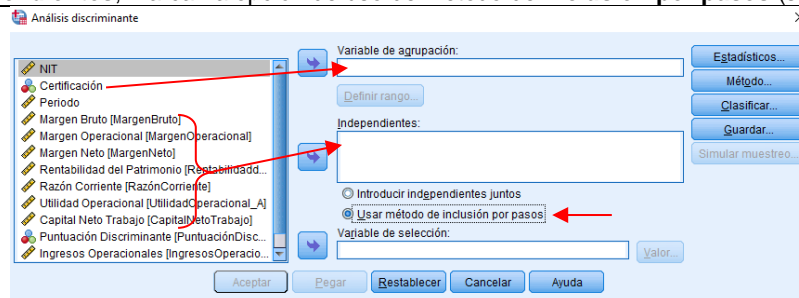 Análisis discriminante
NIT
Certificación
Periodo
Margen Bruto [MargenBruto]
Margen Operacional [MargenOperacional]
Margen Neto [MargenNeto]
Rentabilidad del Patrimonio [Rentabilidadd...
Razón Corriente [RazónCorriente]
Utilidad Operacional [UtilidadOperacional_A]
Capital Neto Trabajo [CapitalNetoTrabajo]
Puntuación Discriminante [PuntuaciónDisc...
Ingresos Operacionales [IngresosOperacio...
Variable de agrupación:
Definir rango...
Independientes:
Introducir independientes juntos
Usar método de inclusión por pasos
Variable de selección:
Valor...
Estadísticos...
Método...
Clasificar...
Guardar...
Simular muestreo...
Aceptar
Pegar
Restablecer
Cancelar
Ayuda